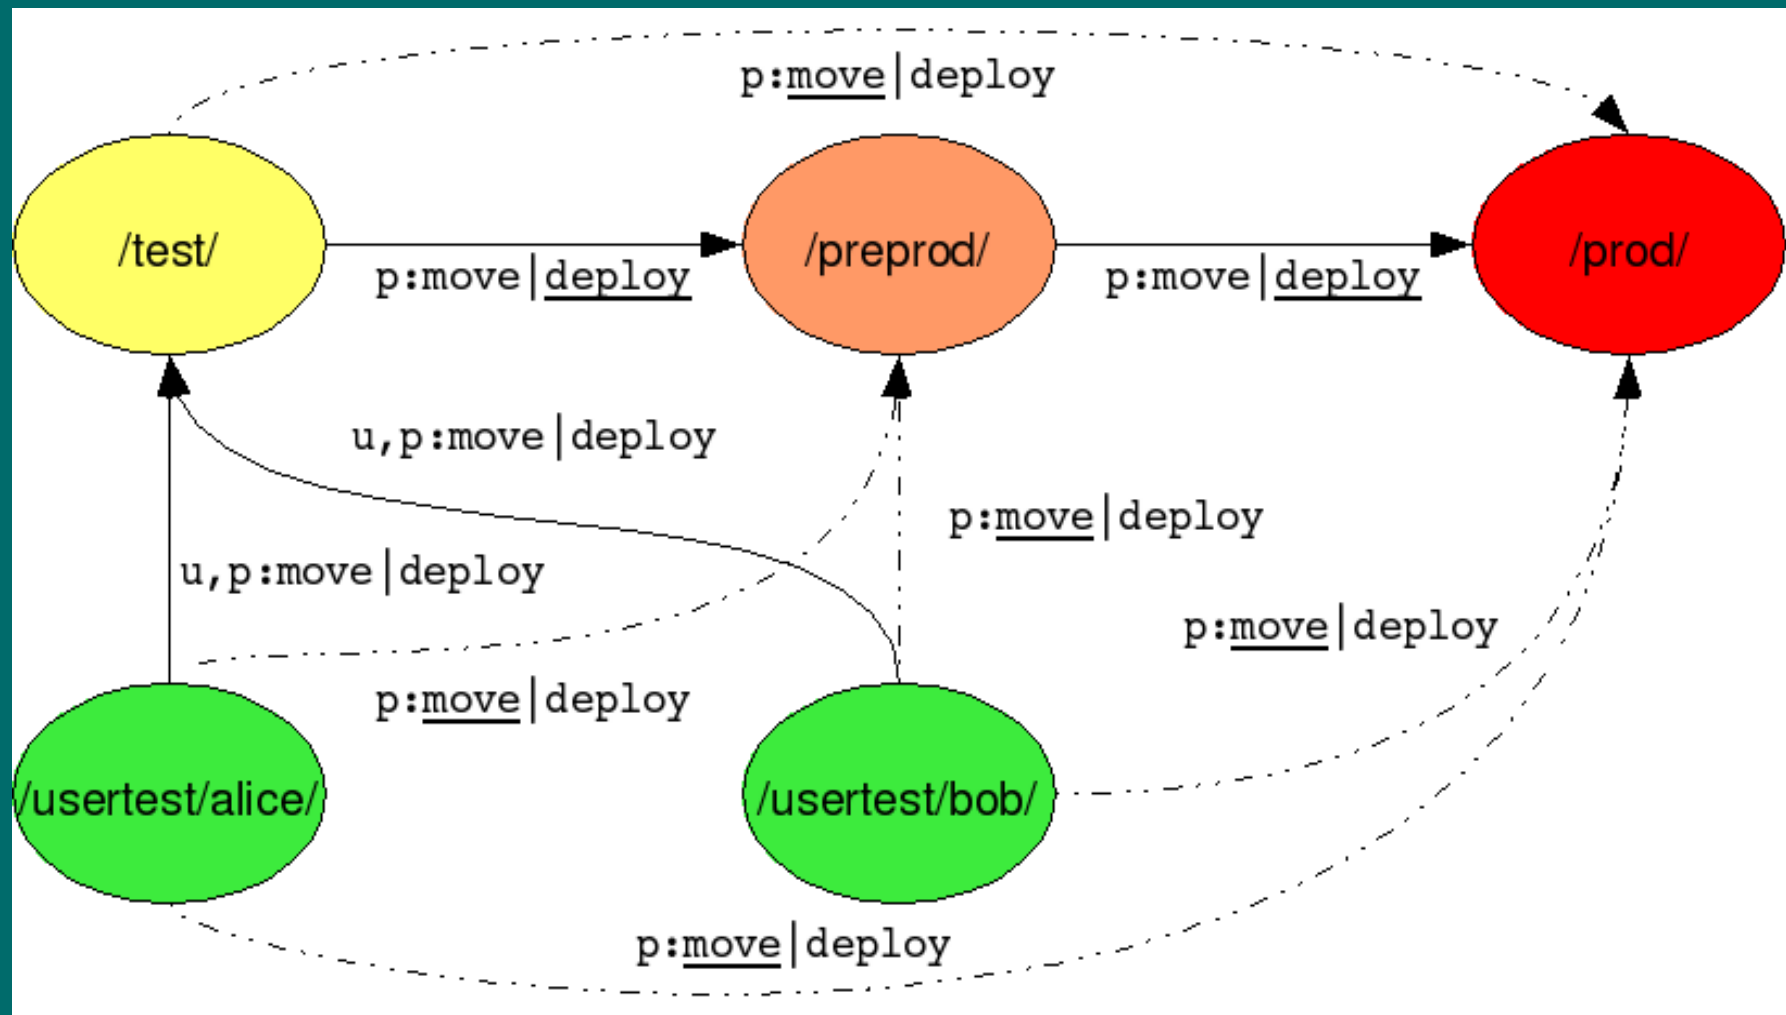 p:move|deploy
/test/
/preprod/
/prod/
p:move|deploy
p:move|deploy
u,p:move|deploy
p:move|deploy
u,p:move|deploy
p:move|deploy
p:move|deploy
/usertest/alice/
/usertest/bob/
p:move|deploy